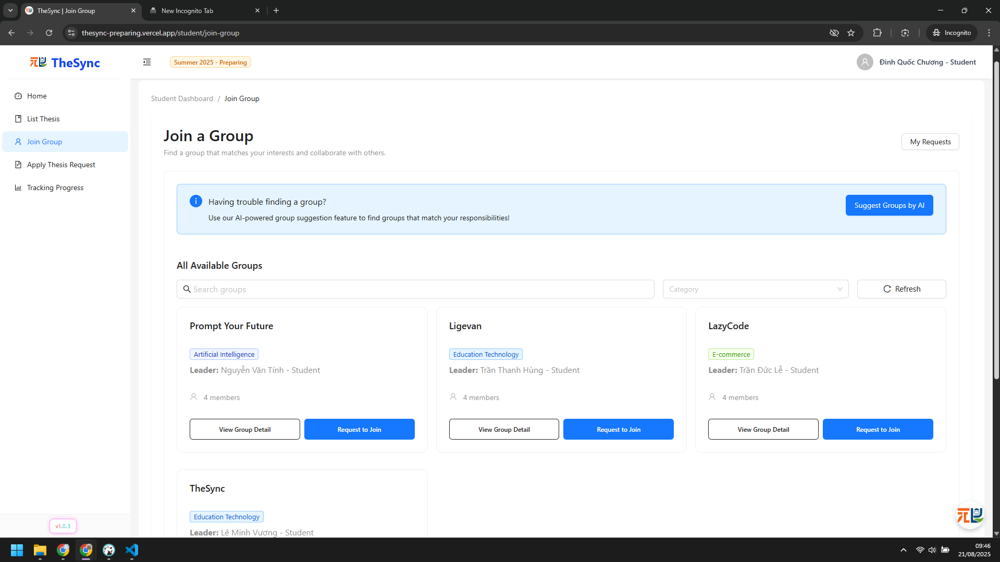 TheSync | Join Group
New Incognito Tab
thesync-preparing.vercel.app/student/join-group
Incognito
TheSync
Summer 2025 - Preparing
Đinh Quốc Chương - Student
Home
List Thesis
Join Group
Apply Thesis Request
Tracking Progress
v1.0.3
Student Dashboard / Join Group
Join a Group
Find a group that matches your interests and collaborate with others.
My Requests
Having trouble finding a group?
Use our AI-powered group suggestion feature to find groups that match your responsibilities!
Suggest Groups by AI
All Available Groups
Search groups
Category
Refresh
Prompt Your Future
Artificial Intelligence
Leader: Nguyễn Văn Tính - Student
4 members
View Group Detail
Request to Join
Ligevan
Education Technology
Leader: Trần Thanh Hùng - Student
4 members
View Group Detail
Request to Join
LazyCode
E-commerce
Leader: Trần Đức Lễ - Student
4 members
View Group Detail
Request to Join
TheSync
Education Technology
Leader: Lê Minh Vương - Student
09:46
21/08/2025